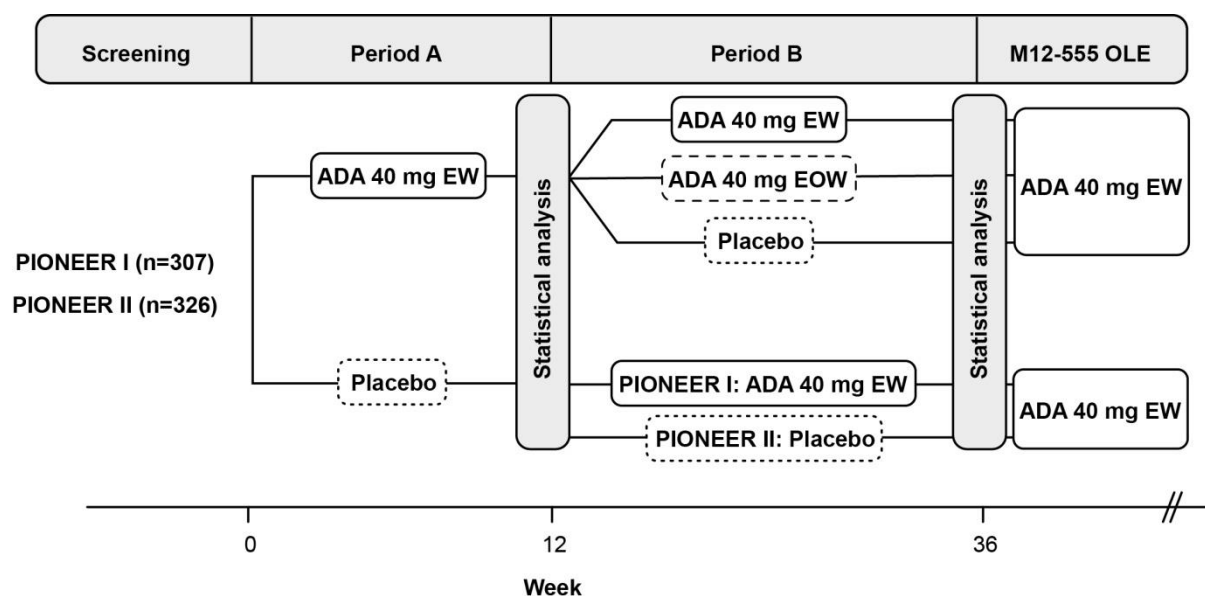 Screening
Period A
Period B
M12-555 OLE
ADA 40 mg EW
Statistical analysis
ADA 40 mg EW
ADA 40 mg EOW
Placebo
Statistical analysis
ADA 40 mg EW
PIONEER I (n=307)
PIONEER II (n=326)
Placebo
PIONEER I: ADA 40 mg EW
PIONEER II: Placebo
ADA 40 mg EW
0
12
36
Week